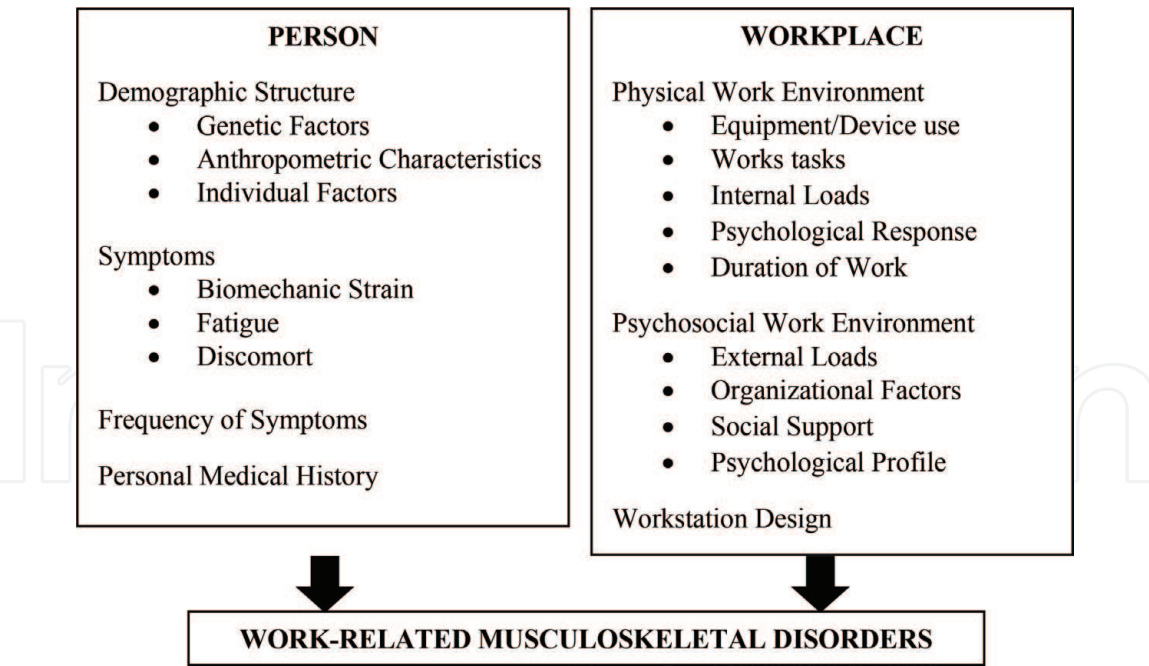 PERSON
Demographic Structure
• Genetic Factors
• Anthropometric Characteristics
• Individual Factors
Symptoms
• Biomechanic Strain
• Fatigue
• Discomort
Frequency of Symptoms
Personal Medical History
WORKPLACE
Physical Work Environment
• Equipment/Device use
• Works tasks
• Internal Loads
• Psychological Response
• Duration of Work
Psychosocial Work Environment
• External Loads
• Organizational Factors
• Social Support
• Psychological Profile
Workstation Design
WORK-RELATED MUSCULOSKELETAL DISORDERS